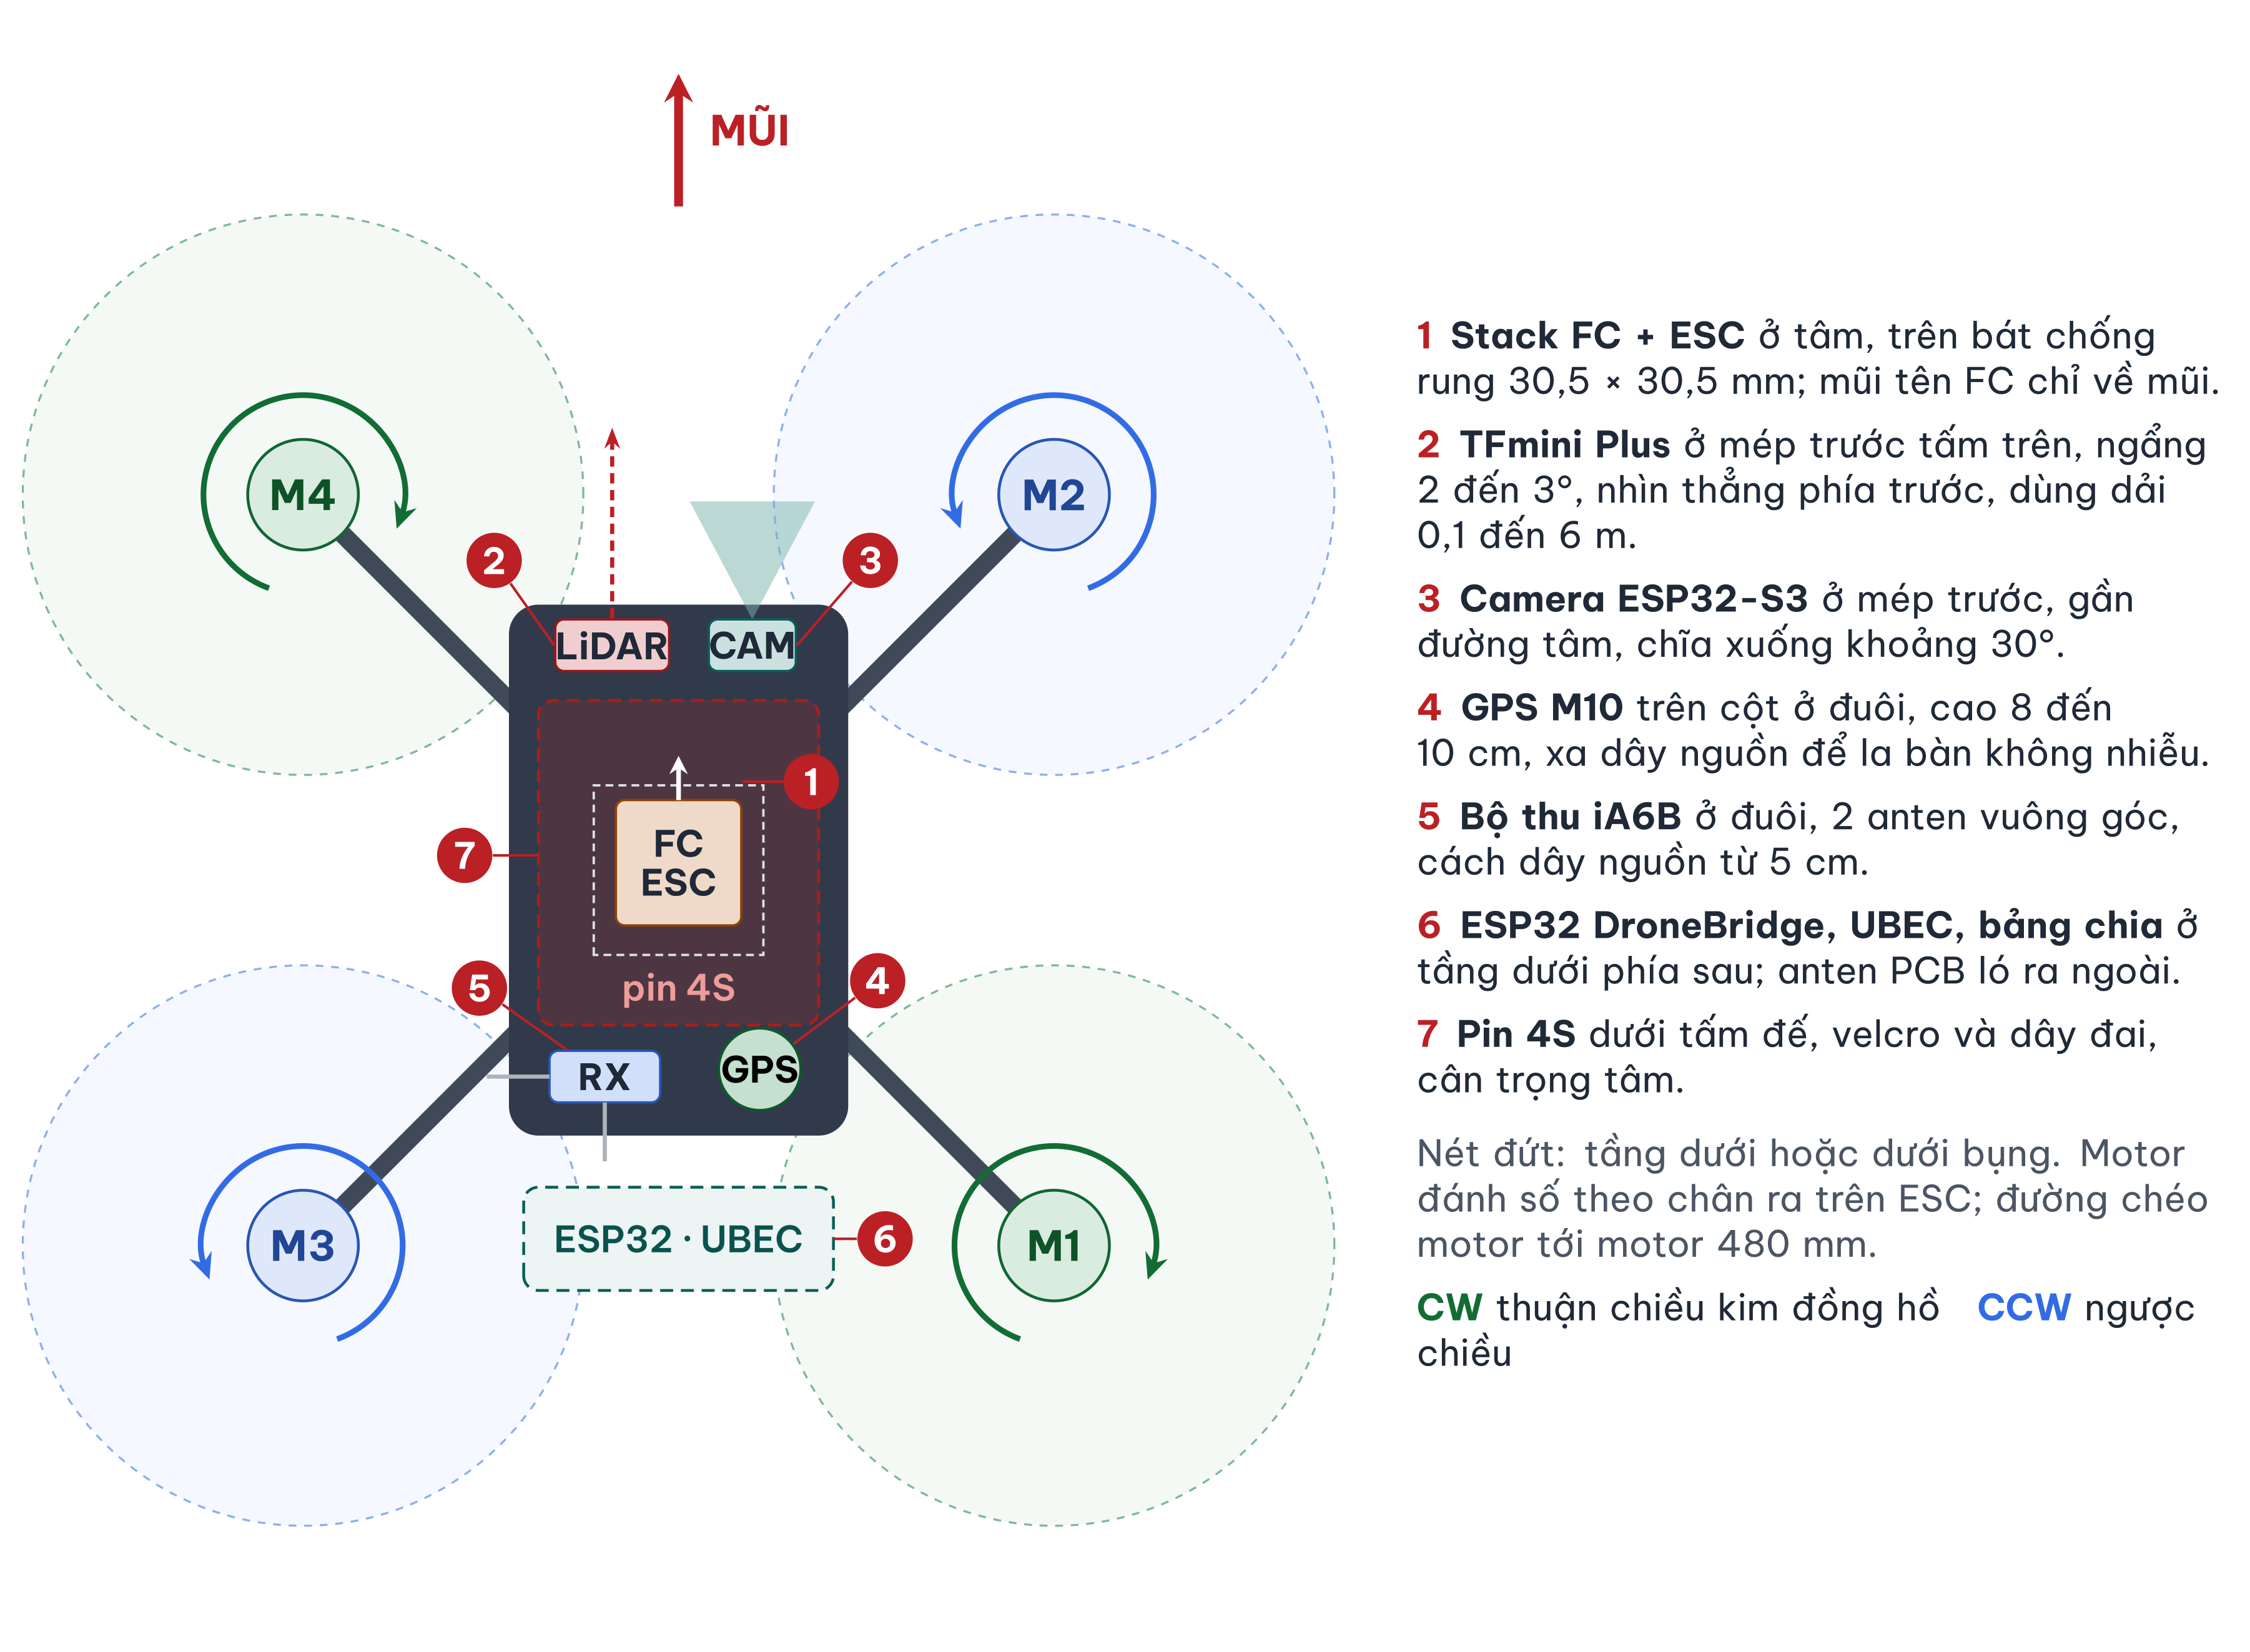 MŨI
M4
M2
2
3
LiDAR
CAM
1
FC
ESC
7
pin 4S
5
4
RX
GPS
M3
ESP32 · UBEC
6
M1
1 Stack FC + ESC ở tâm, trên bát chống
rung 30,5 × 30,5 mm; mũi tên FC chỉ về mũi.
2 TFmini Plus ở mép trước tấm trên, ngẩng
2 đến 3°, nhìn thẳng phía trước, dùng dải
0,1 đến 6 m.
3 Camera ESP32-S3 ở mép trước, gần
đường tâm, chĩa xuống khoảng 30°.
4 GPS M10 trên cột ở đuôi, cao 8 đến
10 cm, xa dây nguồn để la bàn không nhiễu.
5 Bộ thu iA6B ở đuôi, 2 anten vuông góc,
cách dây nguồn từ 5 cm.
6 ESP32 DroneBridge, UBEC, bảng chia ở
tầng dưới phía sau; anten PCB ló ra ngoài.
7 Pin 4S dưới tấm đế, velcro và dây đai,
cân trọng tâm.
Nét đứt: tầng dưới hoặc dưới bụng. Motor
đánh số theo chân ra trên ESC; đường chéo
motor tới motor 480 mm.
CW thuận chiều kim đồng hồ CCW ngược
chiều